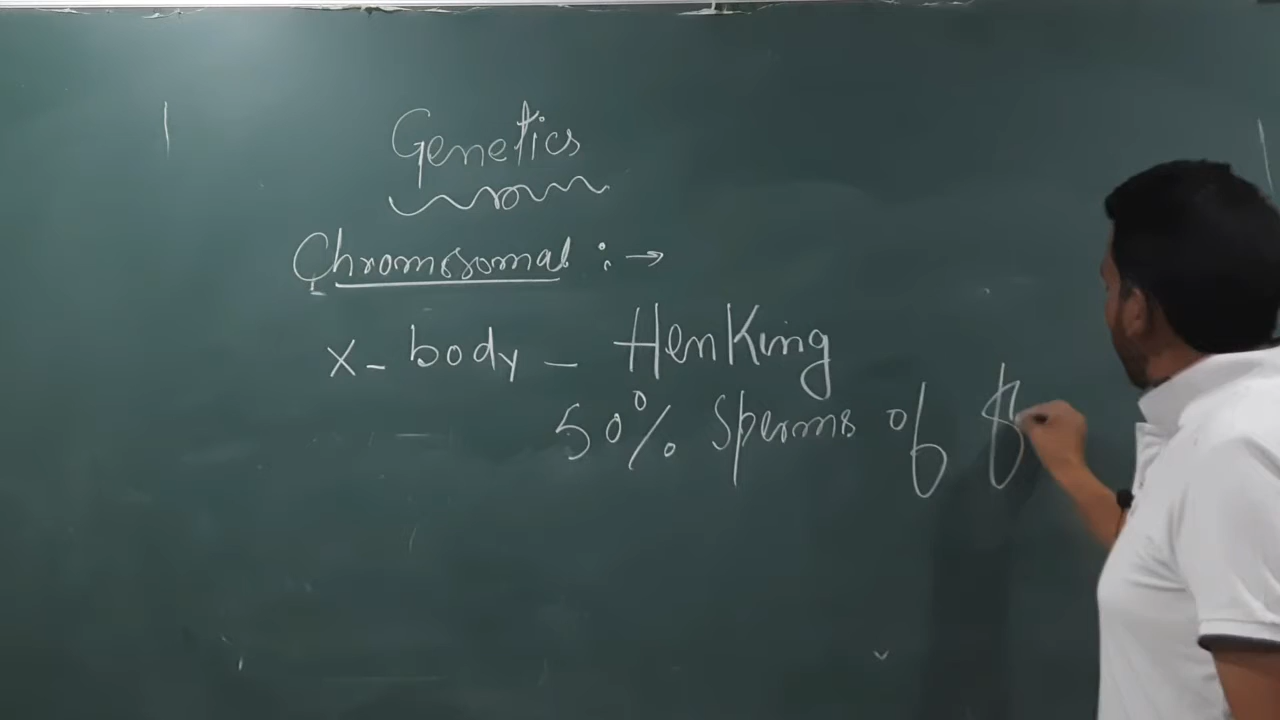 Genetics
Chromosomal : →
X - body - Henking
50% Sperms of f